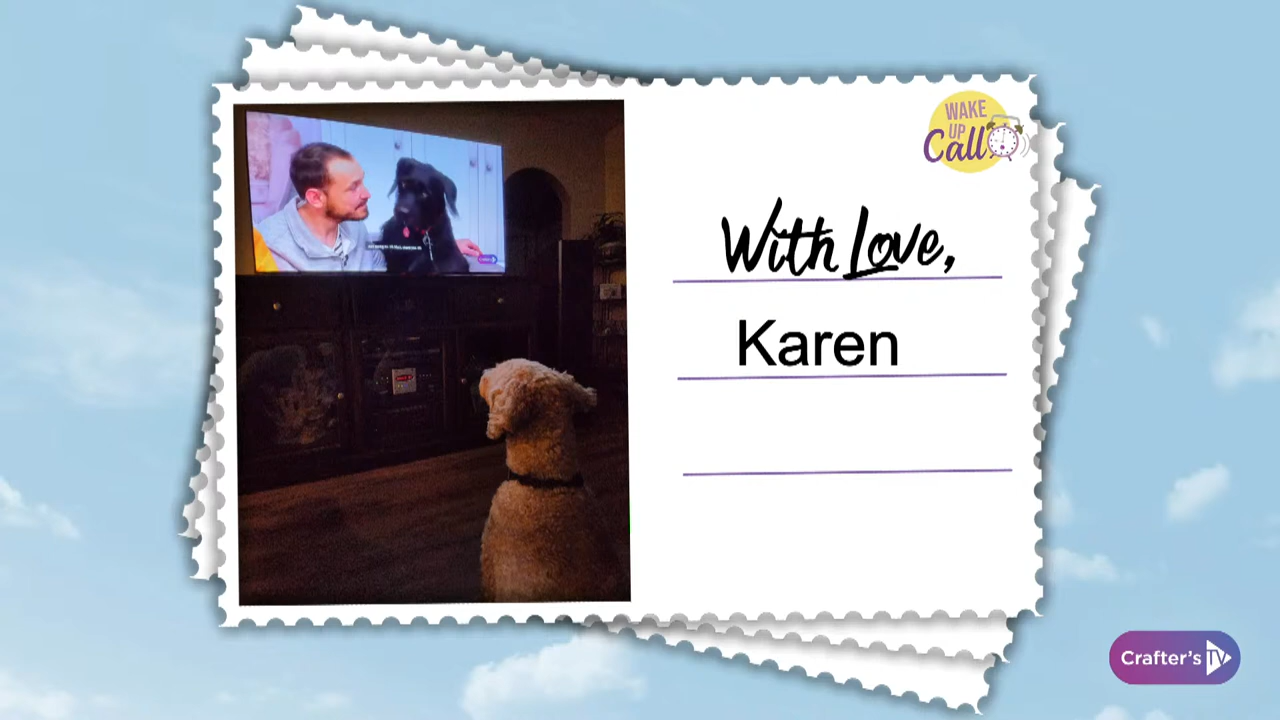 WAKE
UP
Call
With Love,
Karen
Crafter's TV